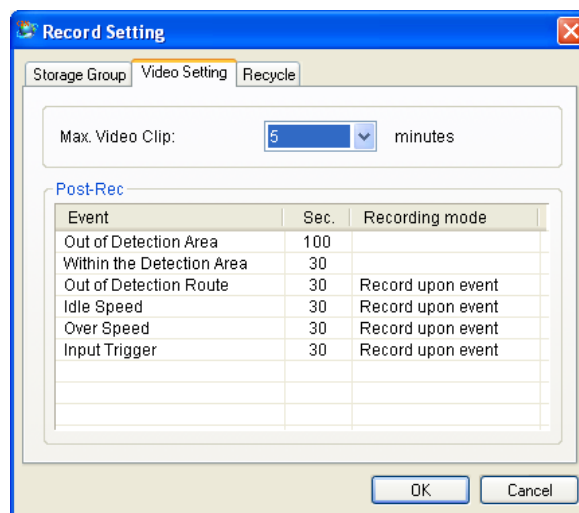 Record Setting
Storage Group Video Setting Recycle
Max. Video Clip: 5 minutes
Post-Rec
Event Sec. Recording mode
Out of Detection Area 100
Within the Detection Area 30
Out of Detection Route 30 Record upon event
Idle Speed 30 Record upon event
Over Speed 30 Record upon event
Input Trigger 30 Record upon event
OK Cancel